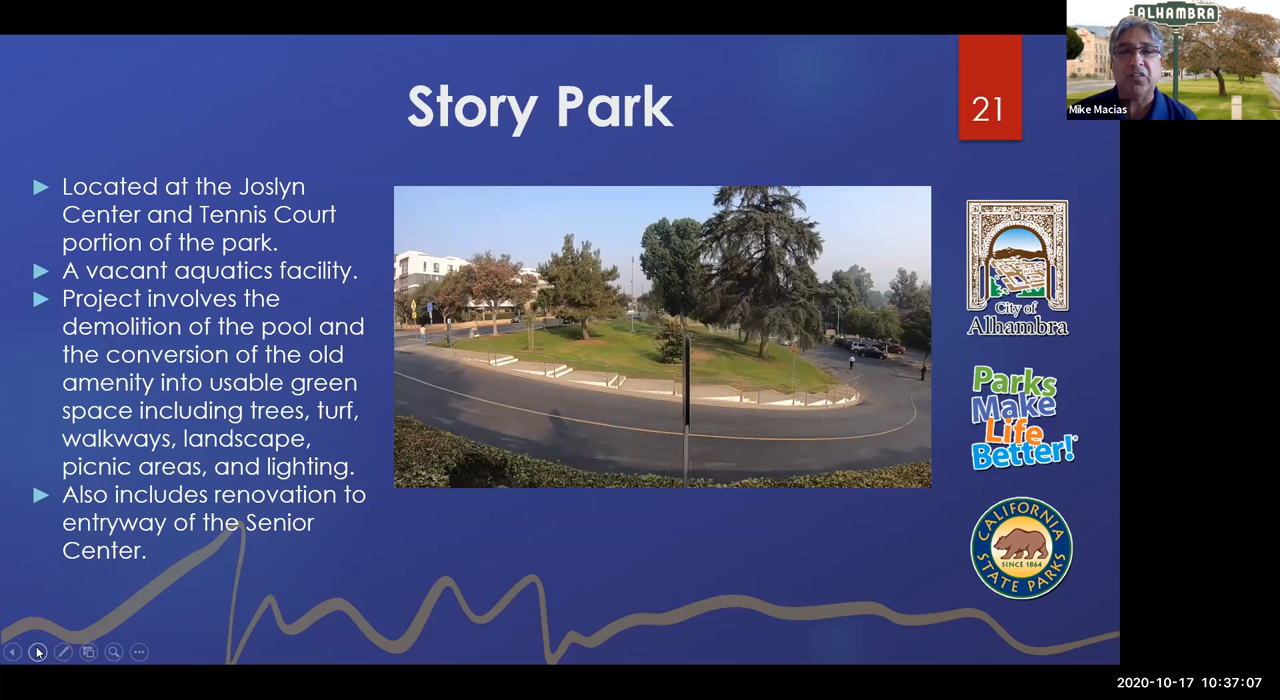 Story Park
21
ALHAMBRA
Mike Macias
Located at the Joslyn
Center and Tennis Court
portion of the park.
A vacant aquatics facility.
Project involves the
demolition of the pool and
the conversion of the old
amenity into usable green
space including trees, turf,
walkways, landscape,
picnic areas, and lighting.
Also includes renovation to
entryway of the Senior
Center.
City of
Alhambra
Parks
Make
Life
Better!®
CALIFORNIA
SINCE 1864
STATE PARKS
2020-10-17 10:37:07